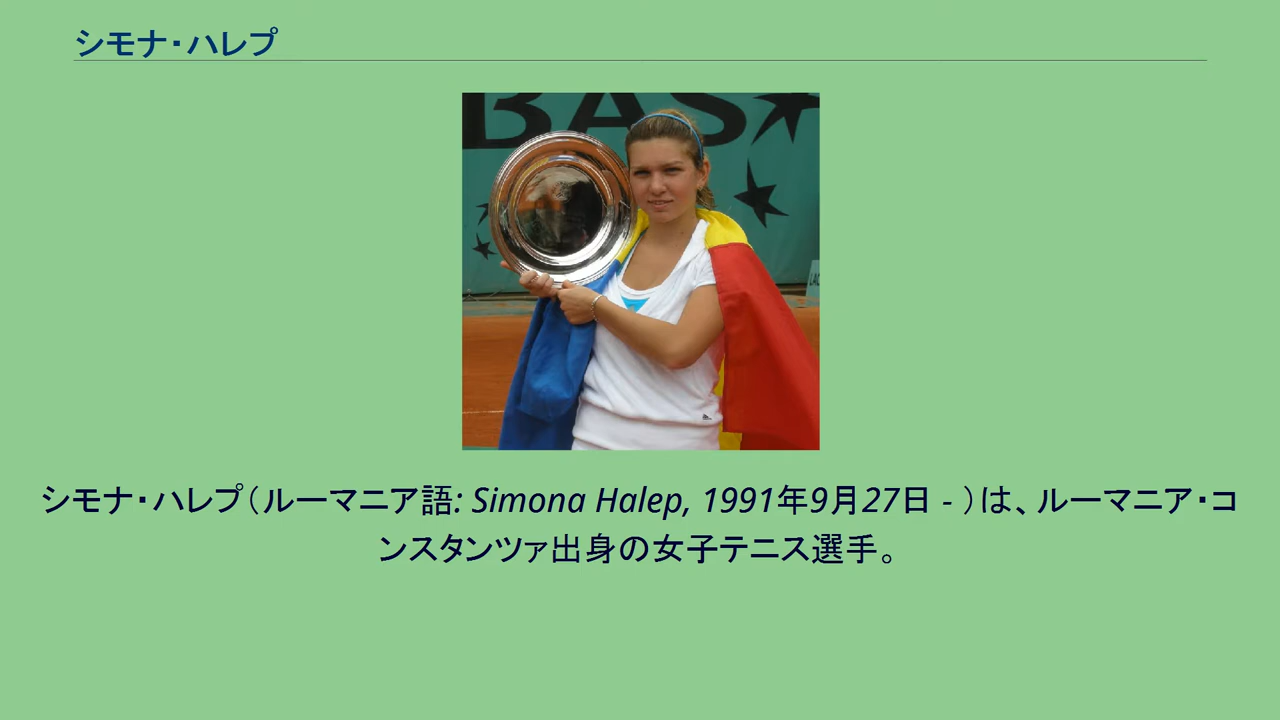 シモナ・ハレプ
BAS
シモナ・ハレプ（ルーマニア語: Simona Halep, 1991年9月27日 - ）は、ルーマニア・コ
ンスタンツァ出身の女子テニス選手。